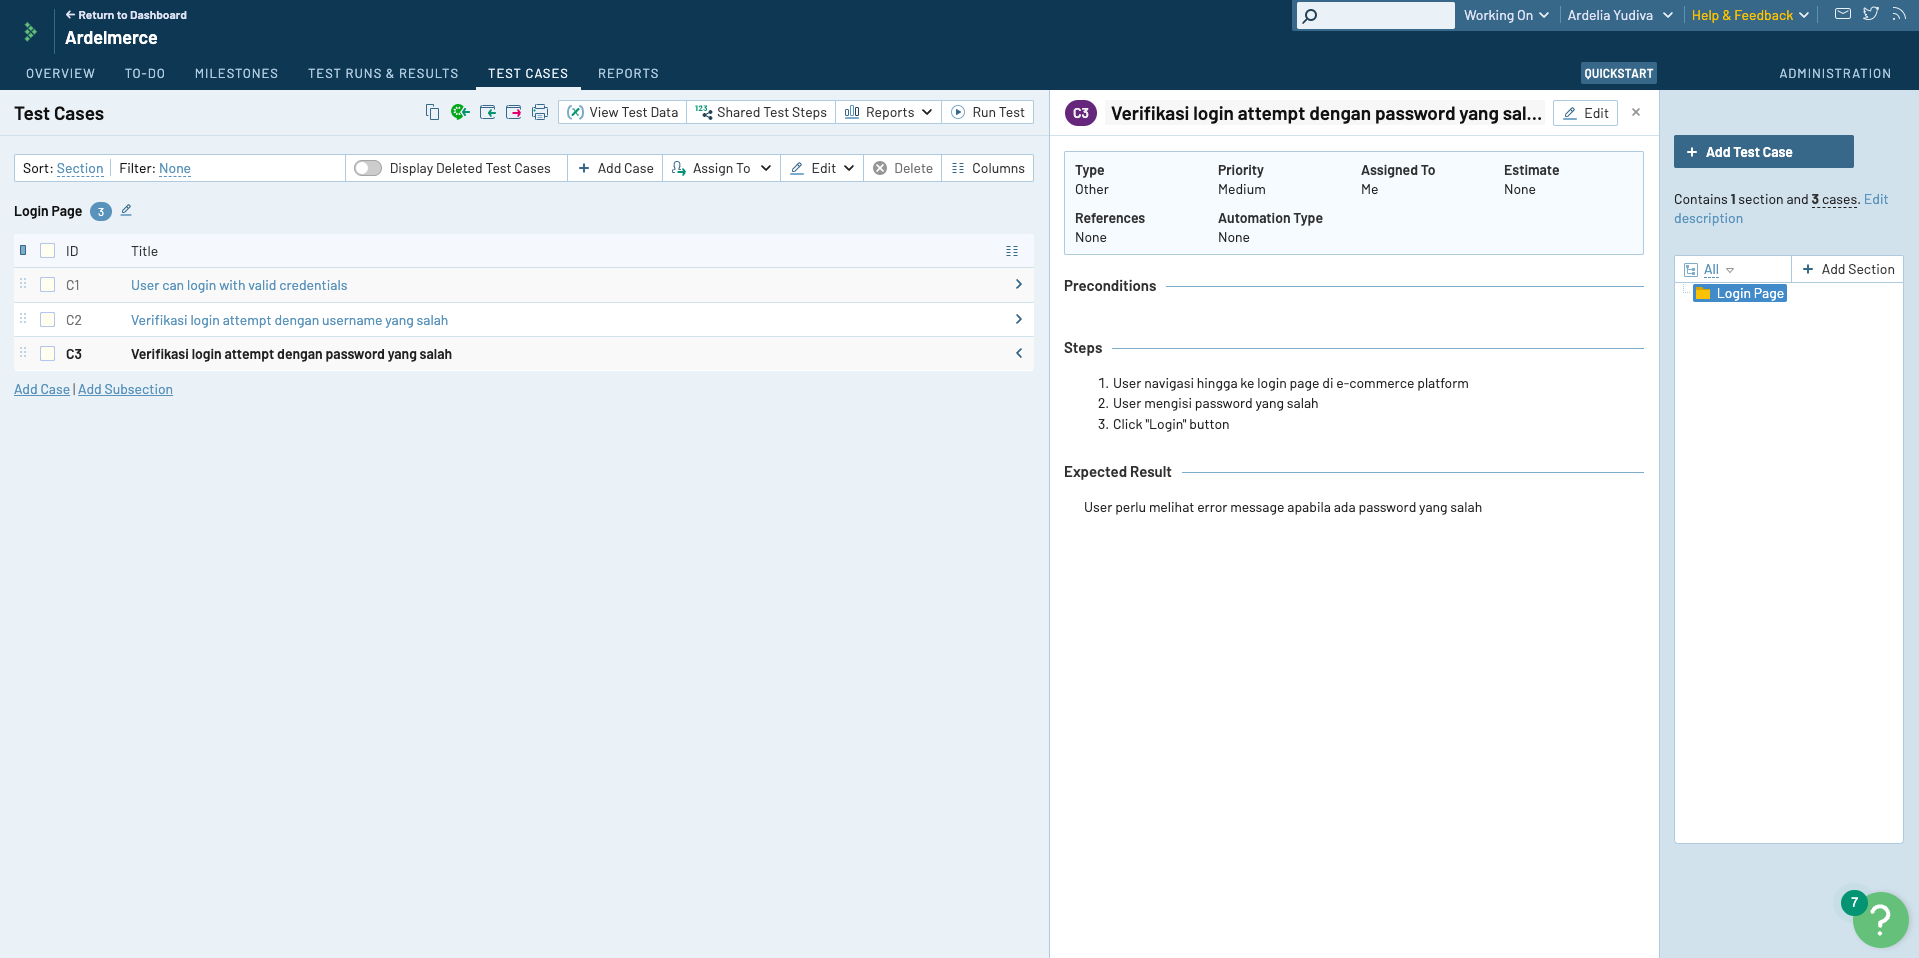 ← Return to Dashboard
Ardelmerce
Working On
Ardelia Yudiva
Help & Feedback
OVERVIEW
TO-DO
MILESTONES
TEST RUNS & RESULTS
TEST CASES
REPORTS
QUICKSTART
ADMINISTRATION
Test Cases
View Test Data
123 Shared Test Steps
Reports
Run Test
Sort: Section
Filter: None
Display Deleted Test Cases
+ Add Case
Assign To
Edit
Delete
Columns
Login Page 3
ID
Title
C1
User can login with valid credentials
C2
Verifikasi login attempt dengan username yang salah
C3
Verifikasi login attempt dengan password yang salah
Add Case | Add Subsection
C3
Verifikasi login attempt dengan password yang sal...
Edit
×
Type
Priority
Assigned To
Estimate
Other
Medium
Me
None
References
Automation Type
None
None
Preconditions
Steps
1. User navigasi hingga ke login page di e-commerce platform
2. User mengisi password yang salah
3. Click "Login" button
Expected Result
User perlu melihat error message apabila ada password yang salah
+ Add Test Case
Contains 1 section and 3 cases. Edit
description
All
+ Add Section
Login Page
7
?